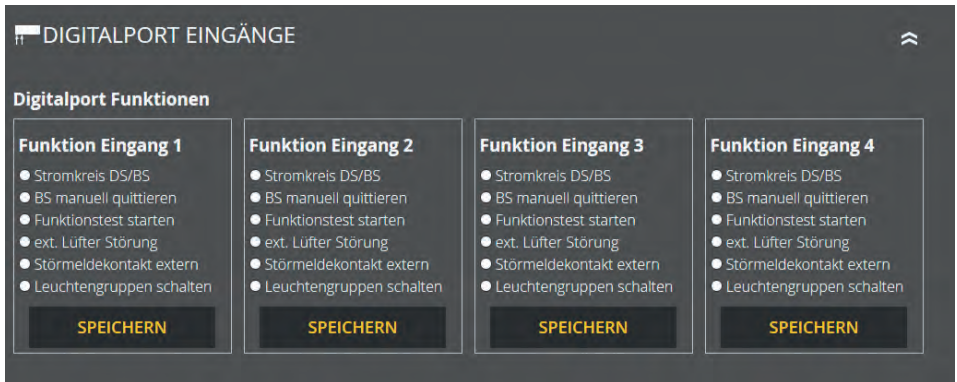 DIGITALPORT EINGÄNGE
Digitalport Funktionen
Funktion Eingang 1
Stromkreis DS/BS
BS manuell quittieren
Funktionstest starten
ext. Lüfter Störung
Störmeldekontakt extern
Leuchtengruppen schalten
SPEICHERN
Funktion Eingang 2
Stromkreis DS/BS
BS manuell quittieren
Funktionstest starten
ext. Lüfter Störung
Störmeldekontakt extern
Leuchtengruppen schalten
SPEICHERN
Funktion Eingang 3
Stromkreis DS/BS
BS manuell quittieren
Funktionstest starten
ext. Lüfter Störung
Störmeldekontakt extern
Leuchtengruppen schalten
SPEICHERN
Funktion Eingang 4
Stromkreis DS/BS
BS manuell quittieren
Funktionstest starten
ext. Lüfter Störung
Störmeldekontakt extern
Leuchtengruppen schalten
SPEICHERN